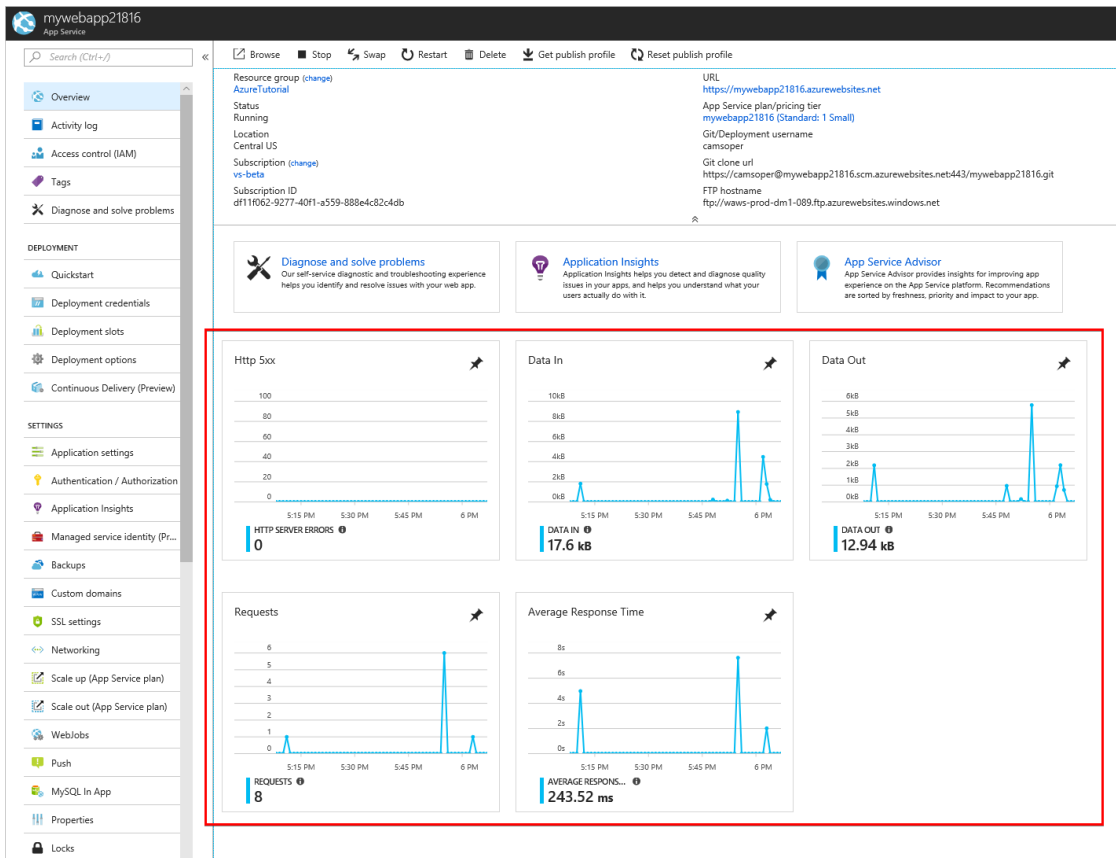 mywebapp21816
App Service
Search (Ctrl+/)
«
Overview
Activity log
Access control (IAM)
Tags
Diagnose and solve problems
DEPLOYMENT
Quickstart
Deployment credentials
Deployment slots
Deployment options
Continuous Delivery (Preview)
SETTINGS
Application settings
Authentication / Authorization
Application Insights
Managed service identity (Pr...
Backups
Custom domains
SSL settings
Networking
Scale up (App Service plan)
Scale out (App Service plan)
WebJobs
Push
MySQL In App
Properties
Locks
Browse Stop Swap Restart Delete Get publish profile Reset publish profile
Resource group (change)
AzureTutorial
Status
Running
Location
Central US
Subscription (change)
vs-beta
Subscription ID
df11f062-9277-40f1-a559-888e4c82c4db
URL
https://mywebapp21816.azurewebsites.net
App Service plan/pricing tier
mywebapp21816 (Standard: 1 Small)
Git/Deployment username
camsoper
Git clone url
https://camsoper@mywebapp21816.scm.azurewebsites.net:443/mywebapp21816.git
FTP hostname
ftp://waws-prod-dm1-089.ftp.azurewebsites.windows.net
Diagnose and solve problems
Our self-service diagnostic and troubleshooting experience
helps you identify and resolve issues with your web app.
Application Insights
Application Insights helps you detect and diagnose quality
issues in your apps, and helps you understand what your
users actually do with it.
App Service Advisor
App Service Advisor provides insights for improving app
experience on the App Service platform. Recommendations
are sorted by freshness, priority and impact to your app.
Http 5xx
100
80
60
40
20
0
5:15 PM 5:30 PM 5:45 PM 6 PM
HTTP SERVER ERRORS
0
Data In
10kB
8kB
6kB
4kB
2kB
0kB
5:15 PM 5:30 PM 5:45 PM 6 PM
DATA IN
17.6 kB
Data Out
6kB
5kB
4kB
3kB
2kB
1kB
0kB
5:15 PM 5:30 PM 5:45 PM 6 PM
DATA OUT
12.94 kB
Requests
6
5
4
3
2
1
0
5:15 PM 5:30 PM 5:45 PM 6 PM
REQUESTS
8
Average Response Time
8s
6s
4s
2s
0s
5:15 PM 5:30 PM 5:45 PM 6 PM
AVERAGE RESPONS...
243.52 ms